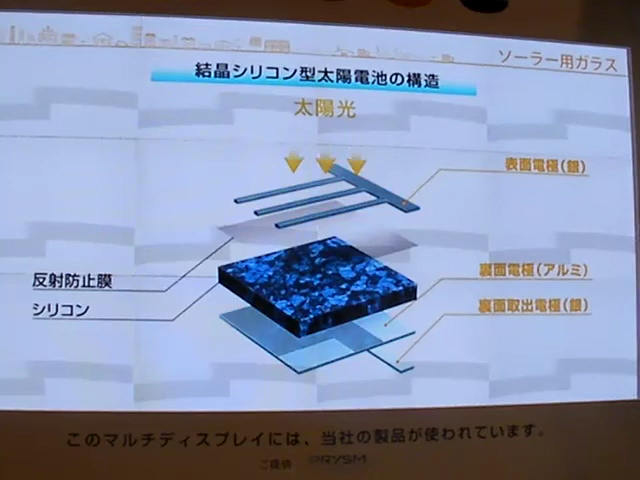 ソーラー用ガラス
結晶シリコン型太陽電池の構造
太陽光
表面電極(銀)
反射防止膜
裏面電極(アルミ)
シリコン
裏面取出電極(銀)
このマルチディスプレイには、当社の製品が使われています。
ご提供 PRYSM